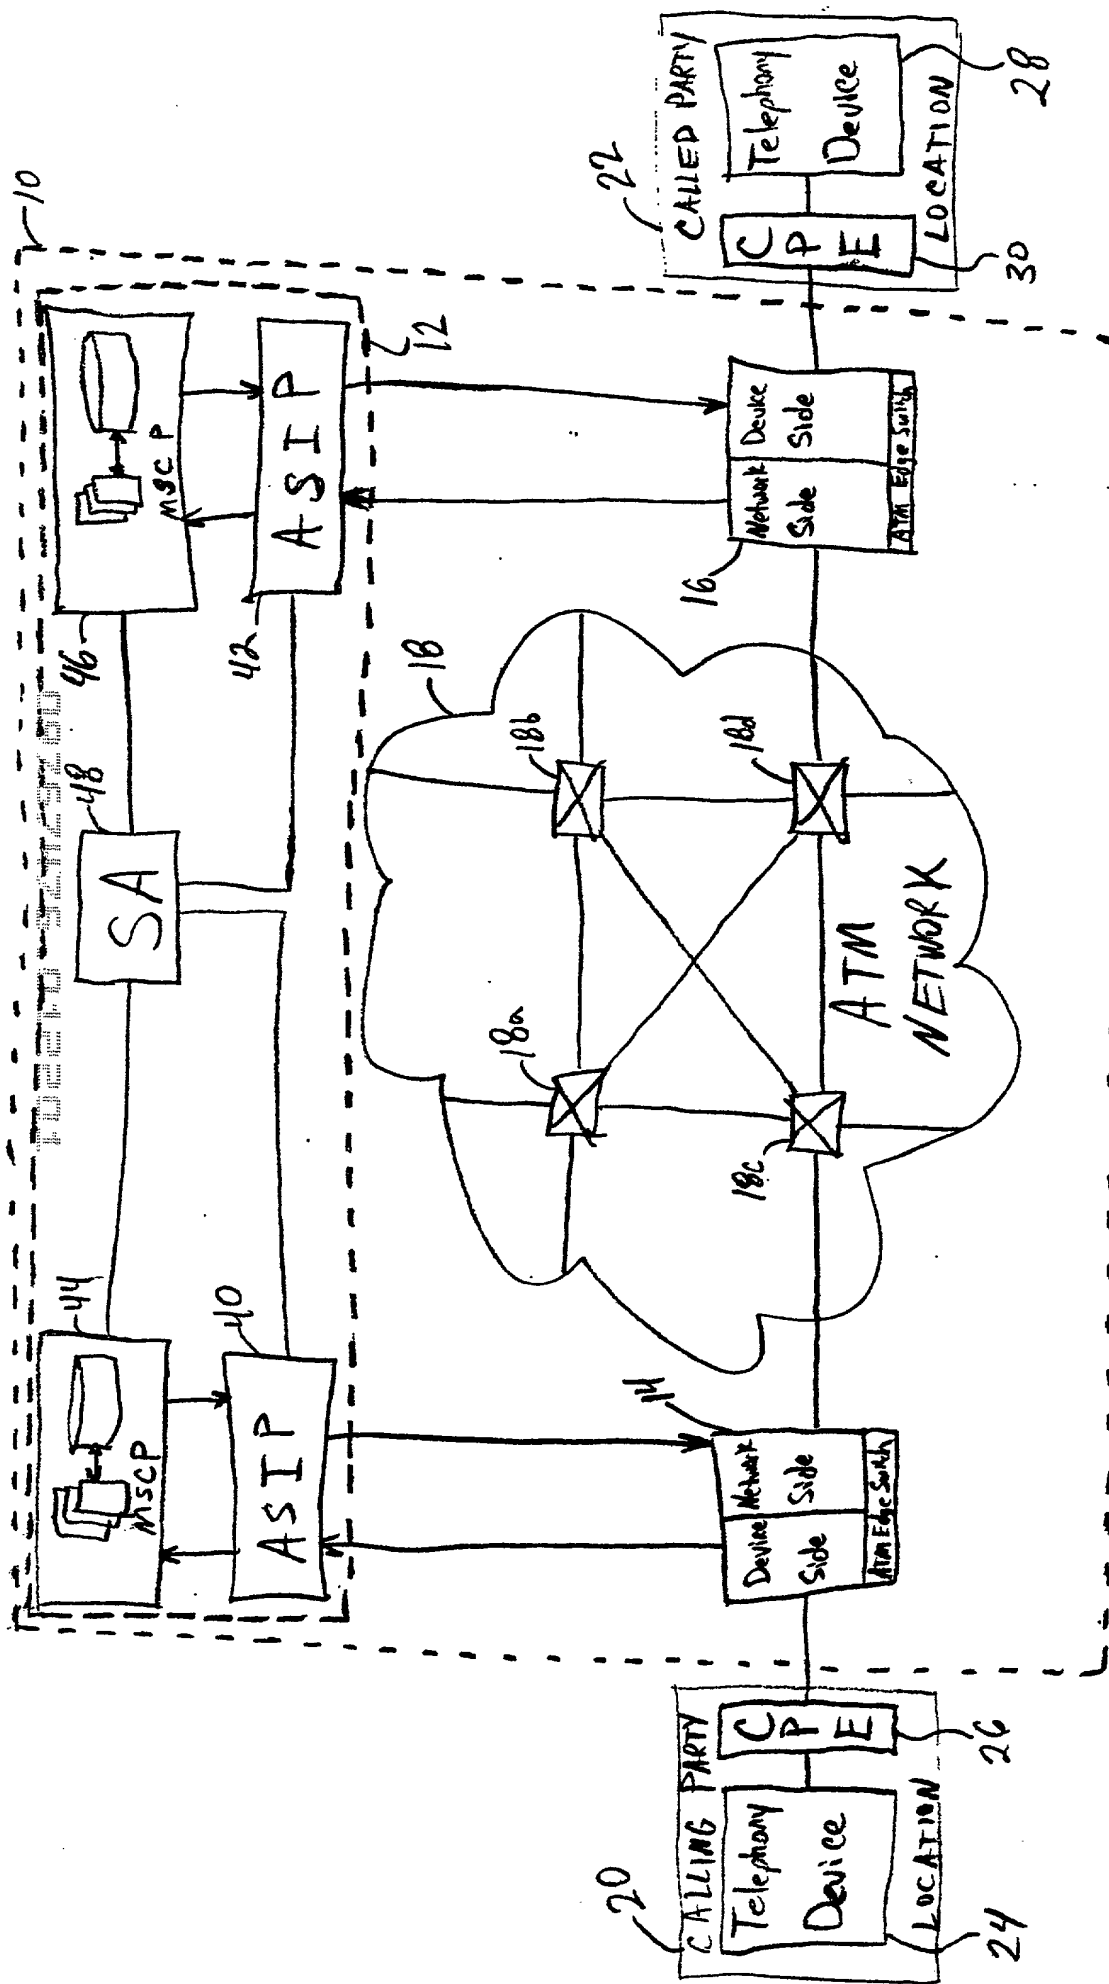 10
44
MSCP
48
SA
46
MSCP
40
ASIP
42
ASIP
12
18
18a
18b
18c
18d
ATM
NETWORK
14
Device
Side
Network
Side
ATM Edge Switch
16
Network
Side
Device
Side
ATM Edge Switch
20
CALLING PARTY
Telephony
Device
CPE
LOCATION
24
26
22
CALLED PARTY
CPE
Telephony
Device
LOCATION
30
28